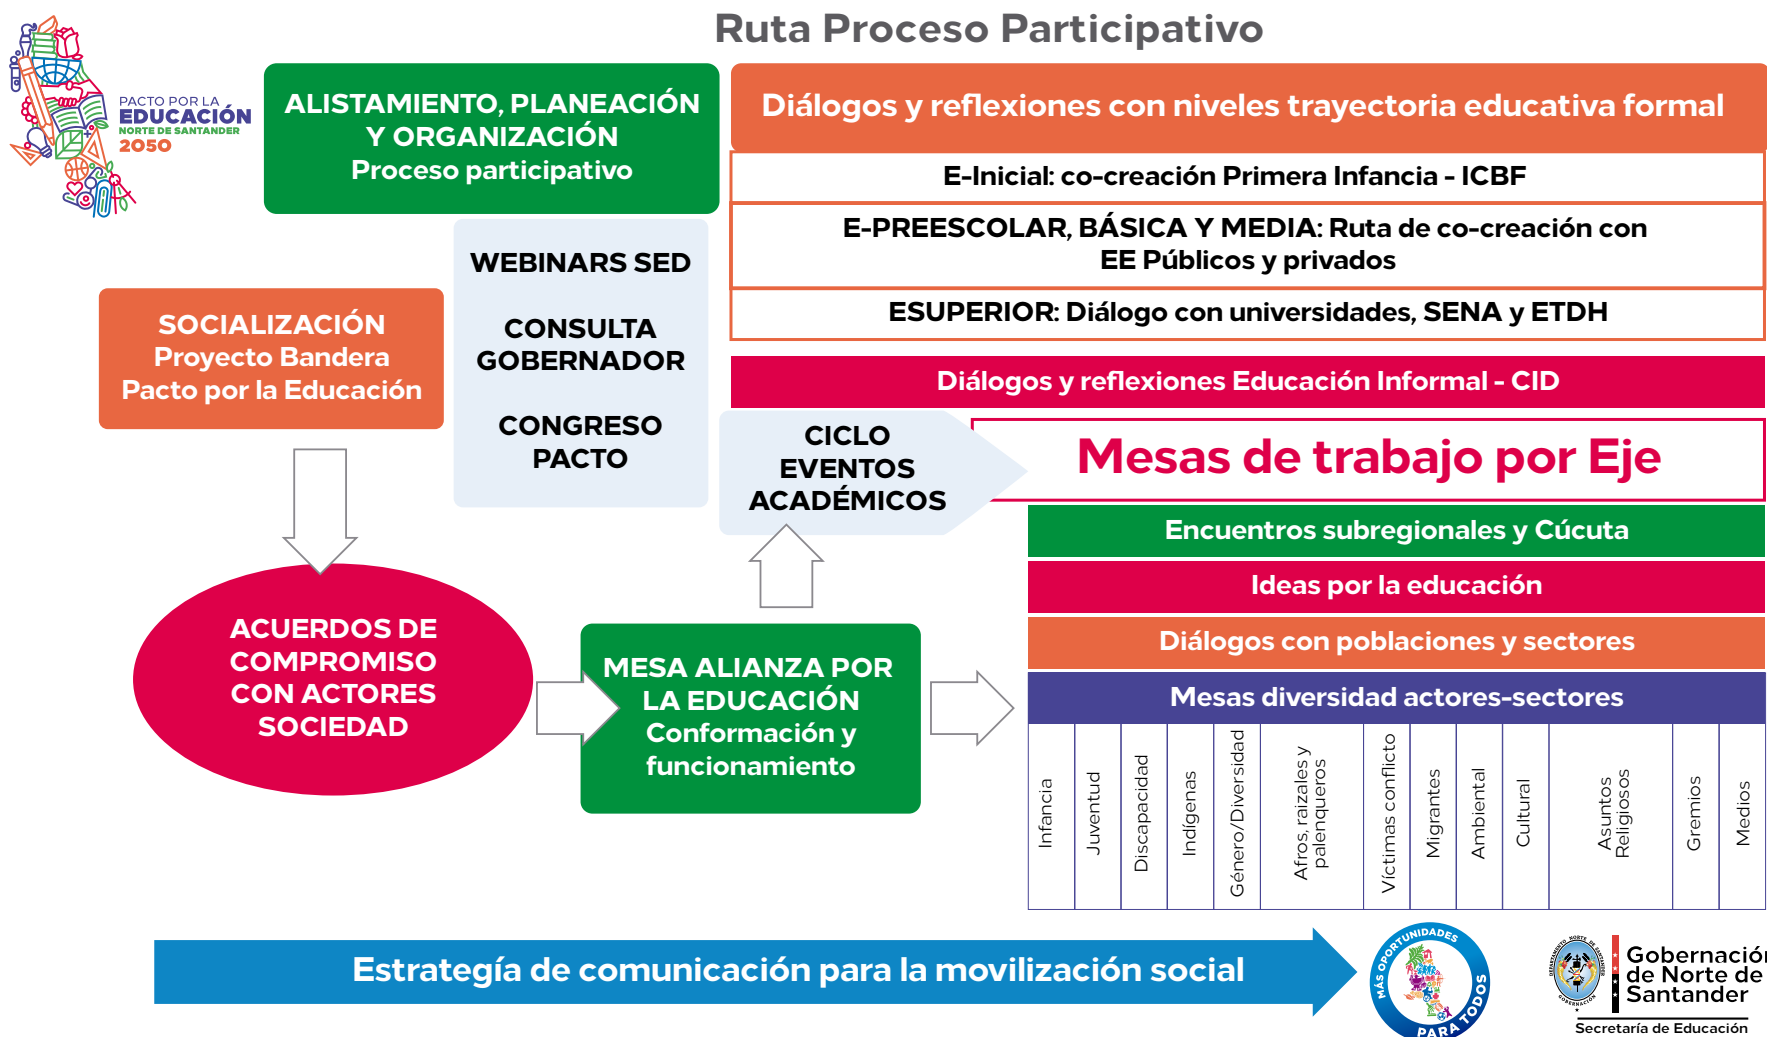 Ruta Proceso Participativo
PACTO POR LA
EDUCACIÓN
NORTE DE SANTANDER
2050
ALISTAMIENTO, PLANEACIÓN
Y ORGANIZACIÓN
Proceso participativo
WEBINARS SED
CONSULTA
GOBERNADOR
CONGRESO
PACTO
SOCIALIZACIÓN
Proyecto Bandera
Pacto por la Educación
ACUERDOS DE
COMPROMISO
CON ACTORES
SOCIEDAD
MESA ALIANZA POR
LA EDUCACIÓN
Conformación y
funcionamiento
CICLO
EVENTOS
ACADÉMICOS
Diálogos y reflexiones con niveles trayectoria educativa formal
E-Inicial: co-creación Primera Infancia - ICBF
E-PREESCOLAR, BÁSICA Y MEDIA: Ruta de co-creación con
EE Públicos y privados
ESUPERIOR: Diálogo con universidades, SENA y ETDH
Diálogos y reflexiones Educación Informal - CID
Mesas de trabajo por Eje
Encuentros subregionales y Cúcuta
Ideas por la educación
Diálogos con poblaciones y sectores
Mesas diversidad actores-sectores
Infancia
Juventud
Discapacidad
Indígenas
Género/Diversidad
Afros, raizales y
palenqueros
Víctimas conflicto
Migrantes
Ambiental
Cultural
Asuntos
Religiosos
Gremios
Medios
Estrategía de comunicación para la movilización social
MÁS OPORTUNIDADES
PARA TODOS
DEPARTAMENTO NORTE DE SANTANDER
GOBERNACIÓN
Gobernación
de Norte de
Santander
Secretaría de Educación